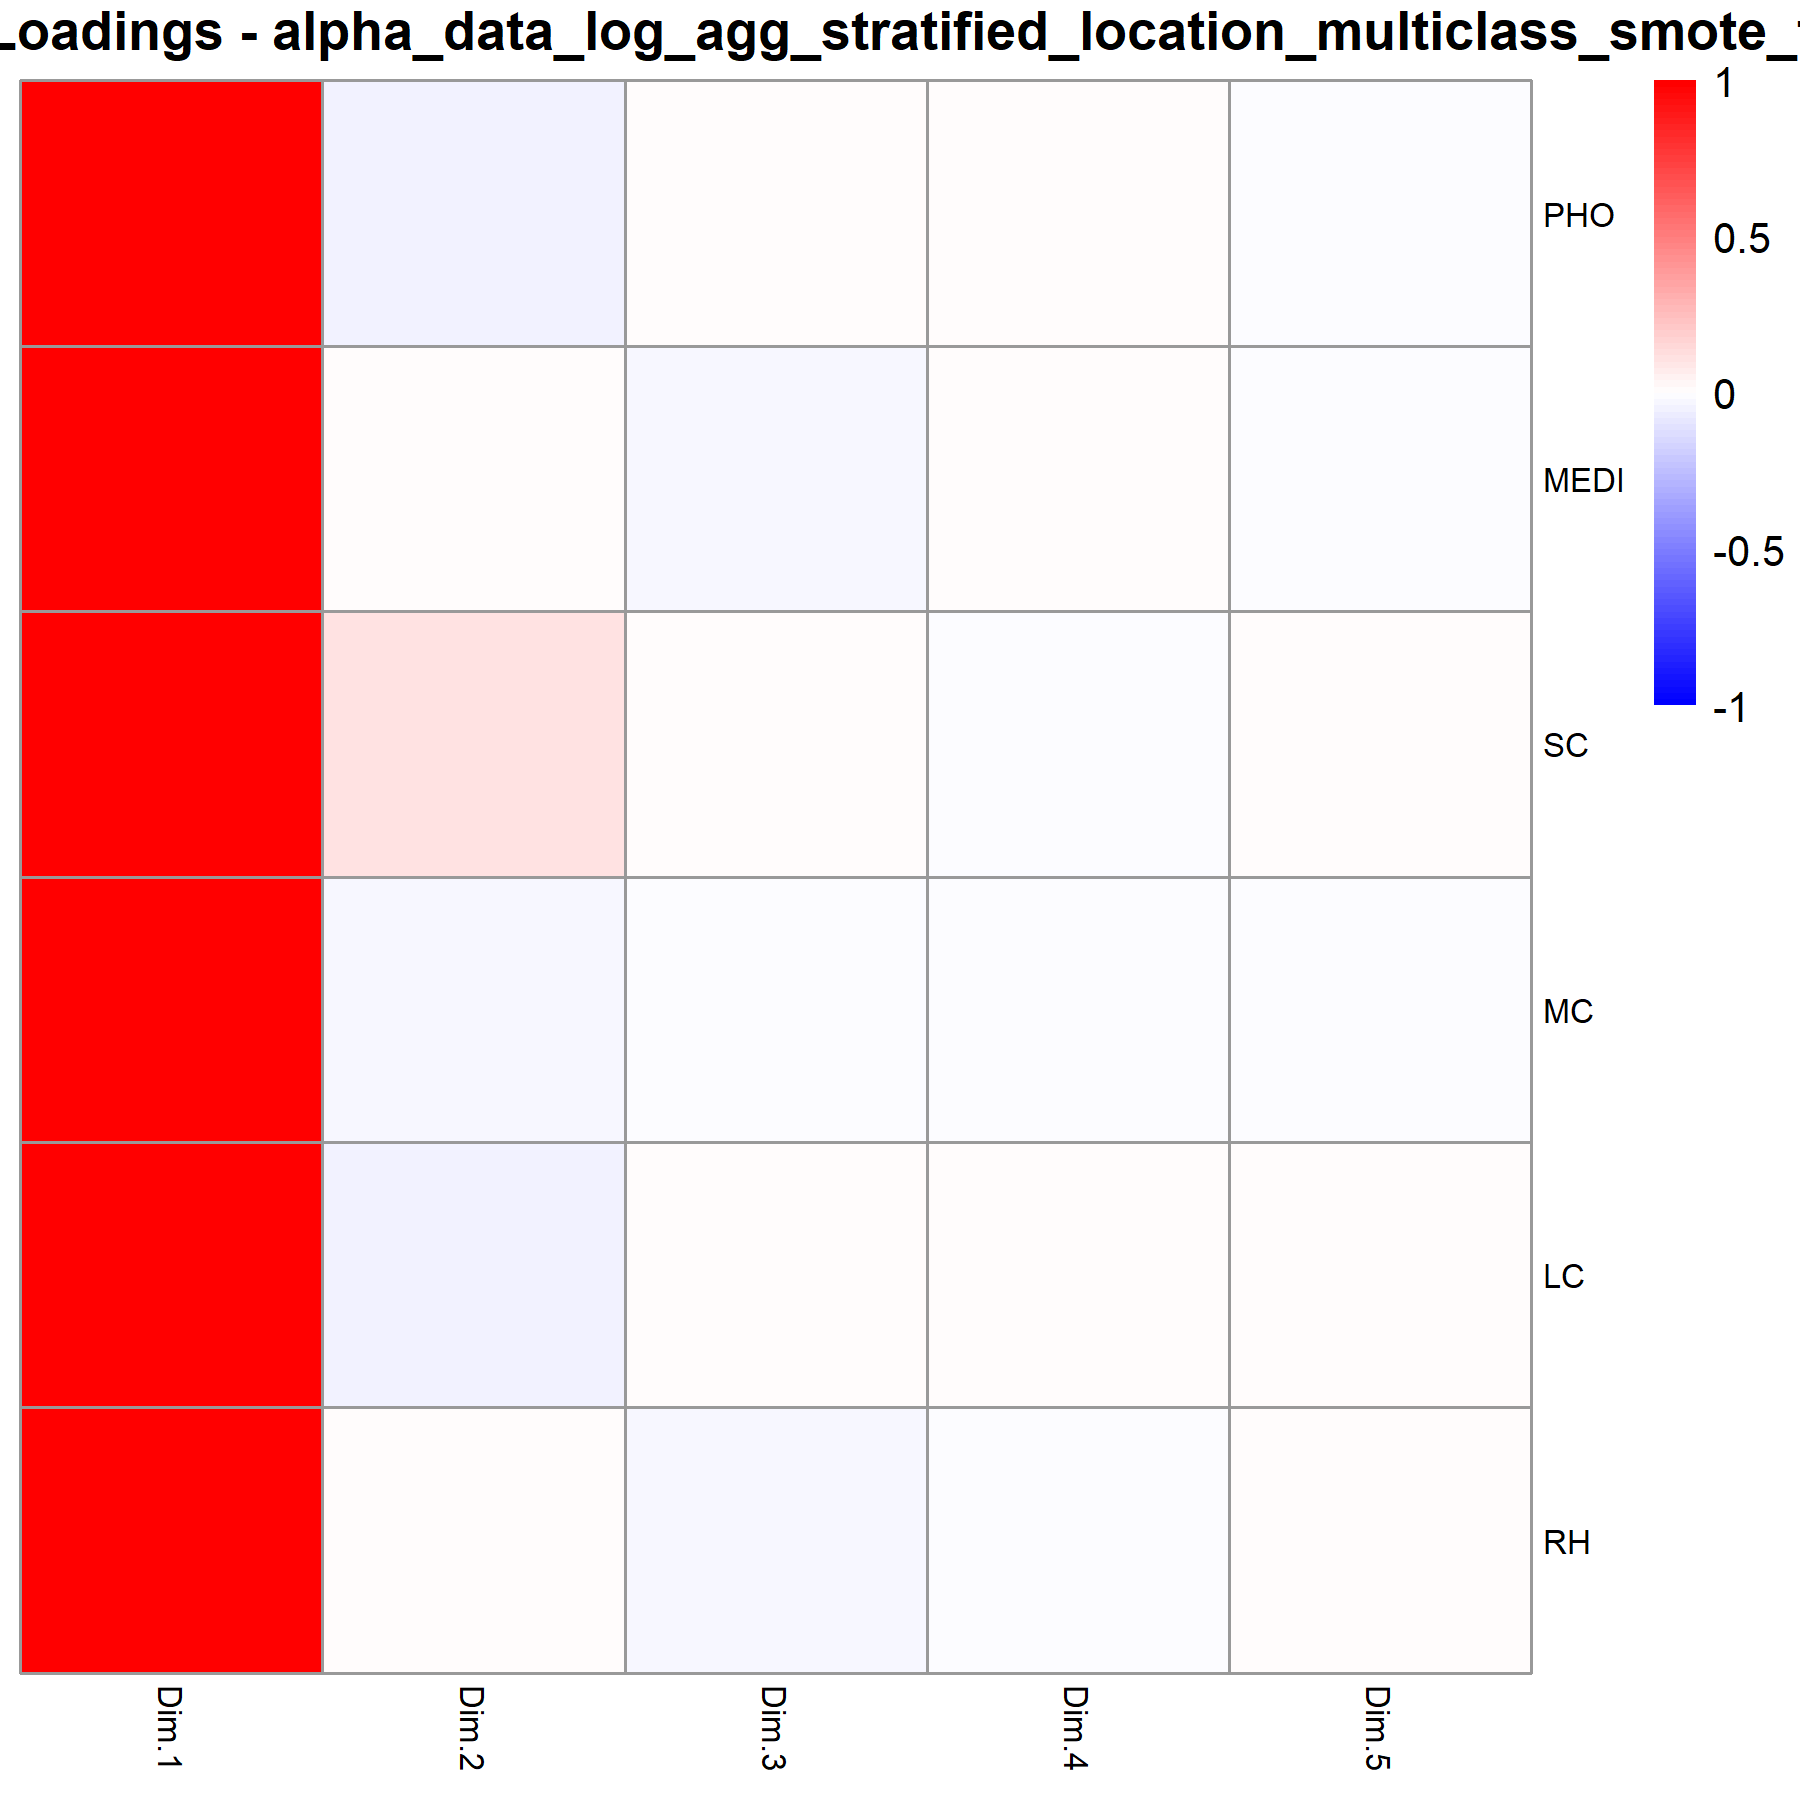 Loadings - alpha_data_log_agg_stratified_location_multiclass_smote_
1
PHO
0.5
0
MEDI
-0.5
-1
SC
MC
LC
RH
Dim.1
Dim.2
Dim.3
Dim.4
Dim.5